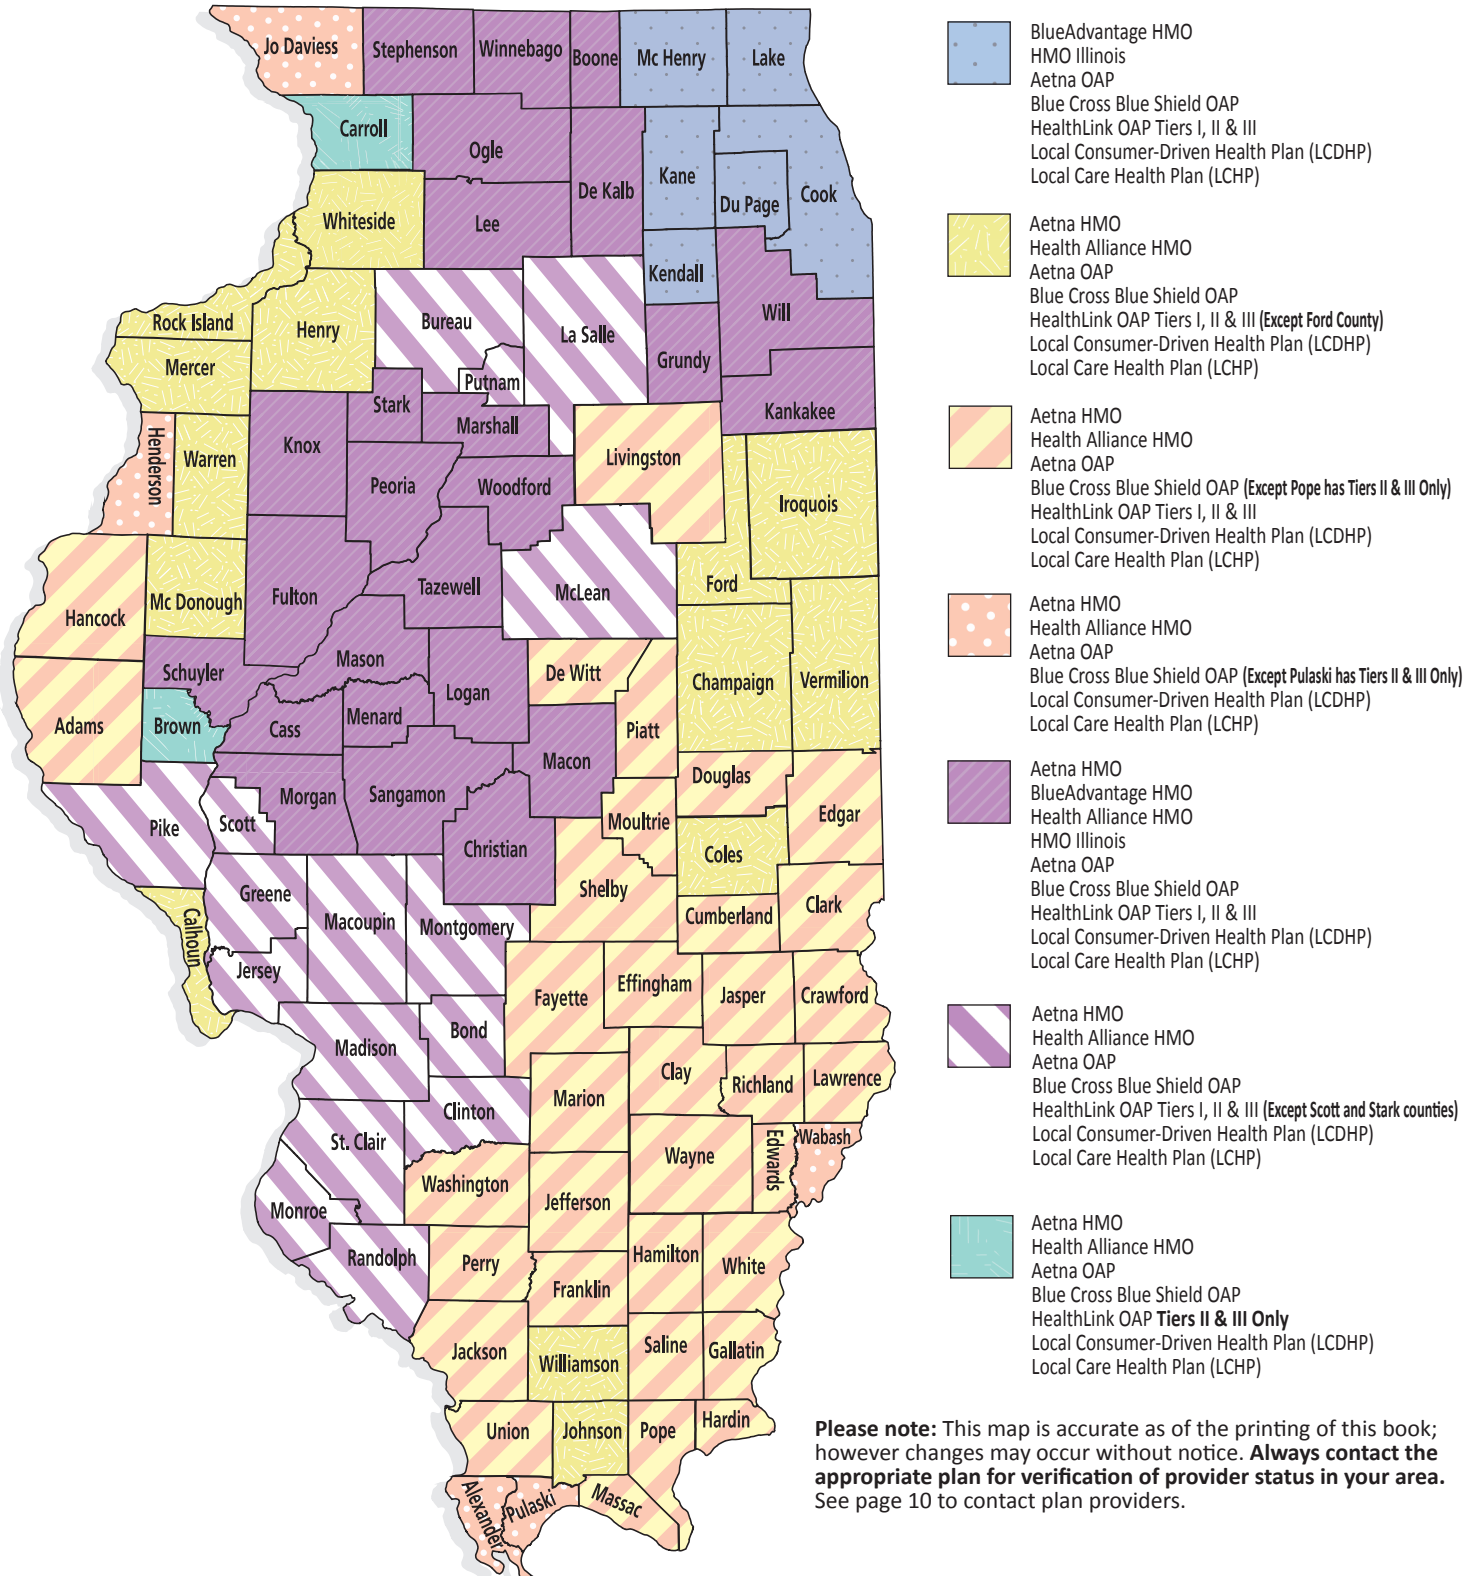 Jo Daviess
Stephenson
Winnebago
Boone
Mc Henry
Lake
Carroll
Ogle
De Kalb
Kane
Du Page
Cook
Whiteside
Lee
Kendall
Will
Rock Island
Henry
Bureau
La Salle
Grundy
Mercer
Putnam
Kankakee
Stark
Marshall
Henderson
Warren
Knox
Peoria
Woodford
Livingston
Iroquois
Hancock
Mc Donough
Fulton
Tazewell
McLean
Ford
Schuyler
Mason
De Witt
Champaign
Vermilion
Adams
Brown
Cass
Menard
Logan
Piatt
Macon
Pike
Scott
Morgan
Sangamon
Christian
Moultrie
Douglas
Edgar
Coles
Calhoun
Greene
Macoupin
Montgomery
Shelby
Cumberland
Clark
Jersey
Fayette
Effingham
Jasper
Crawford
Madison
Bond
Clay
Richland
Lawrence
Marion
Clinton
St. Clair
Wayne
Edwards
Wabash
Washington
Jefferson
Monroe
Randolph
Perry
Hamilton
White
Franklin
Jackson
Williamson
Saline
Gallatin
Union
Johnson
Pope
Hardin
Alexander
Pulaski
Massac
BlueAdvantage HMO
HMO Illinois
Aetna OAP
Blue Cross Blue Shield OAP
HealthLink OAP Tiers I, II & III
Local Consumer-Driven Health Plan (LCDHP)
Local Care Health Plan (LCHP)
Aetna HMO
Health Alliance HMO
Aetna OAP
Blue Cross Blue Shield OAP
HealthLink OAP Tiers I, II & III (Except Ford County)
Local Consumer-Driven Health Plan (LCDHP)
Local Care Health Plan (LCHP)
Aetna HMO
Health Alliance HMO
Aetna OAP
Blue Cross Blue Shield OAP (Except Pope has Tiers II & III Only)
HealthLink OAP Tiers I, II & III
Local Consumer-Driven Health Plan (LCDHP)
Local Care Health Plan (LCHP)
Aetna HMO
Health Alliance HMO
Aetna OAP
Blue Cross Blue Shield OAP (Except Pulaski has Tiers II & III Only)
Local Consumer-Driven Health Plan (LCDHP)
Local Care Health Plan (LCHP)
Aetna HMO
BlueAdvantage HMO
Health Alliance HMO
HMO Illinois
Aetna OAP
Blue Cross Blue Shield OAP
HealthLink OAP Tiers I, II & III
Local Consumer-Driven Health Plan (LCDHP)
Local Care Health Plan (LCHP)
Aetna HMO
Health Alliance HMO
Aetna OAP
Blue Cross Blue Shield OAP
HealthLink OAP Tiers I, II & III (Except Scott and Stark counties)
Local Consumer-Driven Health Plan (LCDHP)
Local Care Health Plan (LCHP)
Aetna HMO
Health Alliance HMO
Aetna OAP
Blue Cross Blue Shield OAP
HealthLink OAP Tiers II & III Only
Local Consumer-Driven Health Plan (LCDHP)
Local Care Health Plan (LCHP)
Please note: This map is accurate as of the printing of this book;
however changes may occur without notice. Always contact the
appropriate plan for verification of provider status in your area.
See page 10 to contact plan providers.